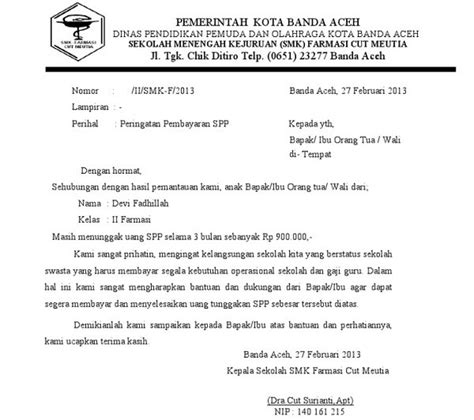 PEMERINTAH KOTA BANDA ACEH
DINAS PENDIDIKAN PEMUDA DAN OLAHRAGA KOTA BANDA ACEH
SEKOLAH MENENGAH KEJURUAN (SMK) FARMASI CUT MEUTIA
Jl. Tgk. Chik Ditiro Telp. (0651) 23277 Banda Aceh
SMK FARMASI
CUT MEUTIA
Nomor : /II/SMK-F/2013 Banda Aceh, 27 Februari 2013
Lampiran : -
Perihal : Peringatan Pembayaran SPP Kepada yth,
Bapak/ Ibu Orang Tua / Wali
di- Tempat
Dengan hormat,
Sehubungan dengan hasil pemantauan kami, anak Bapak/Ibu Orang tua/ Wali dari;
Nama : Devi Fadhillah
Kelas : II Farmasi
Masih menunggak uang SPP selama 3 bulan sebanyak Rp 900.000,-
Kami sangat prihatin, mengingat kelangsungan sekolah kita yang berstatus sekolah
swasta yang harus membayar segala kebutuhan operasional sekolah dan gaji guru. Dalam
hal ini kami sangat mengharapkan bantuan dan dukungan dari Bapak/Ibu agar dapat
segera membayar dan menyelesaikan uang tunggakan SPP sebesar tersebut diatas.
Demikianlah kami sampaikan kepada Bapak/Ibu atas bantuan dan perhatiannya,
kami ucapkan terima kasih.
Banda Aceh, 27 Februari 2013
Kepala Sekolah SMK Farmasi Cut Meutia
(Dra Cut Surianti, Apt)
NIP : 140 161 215